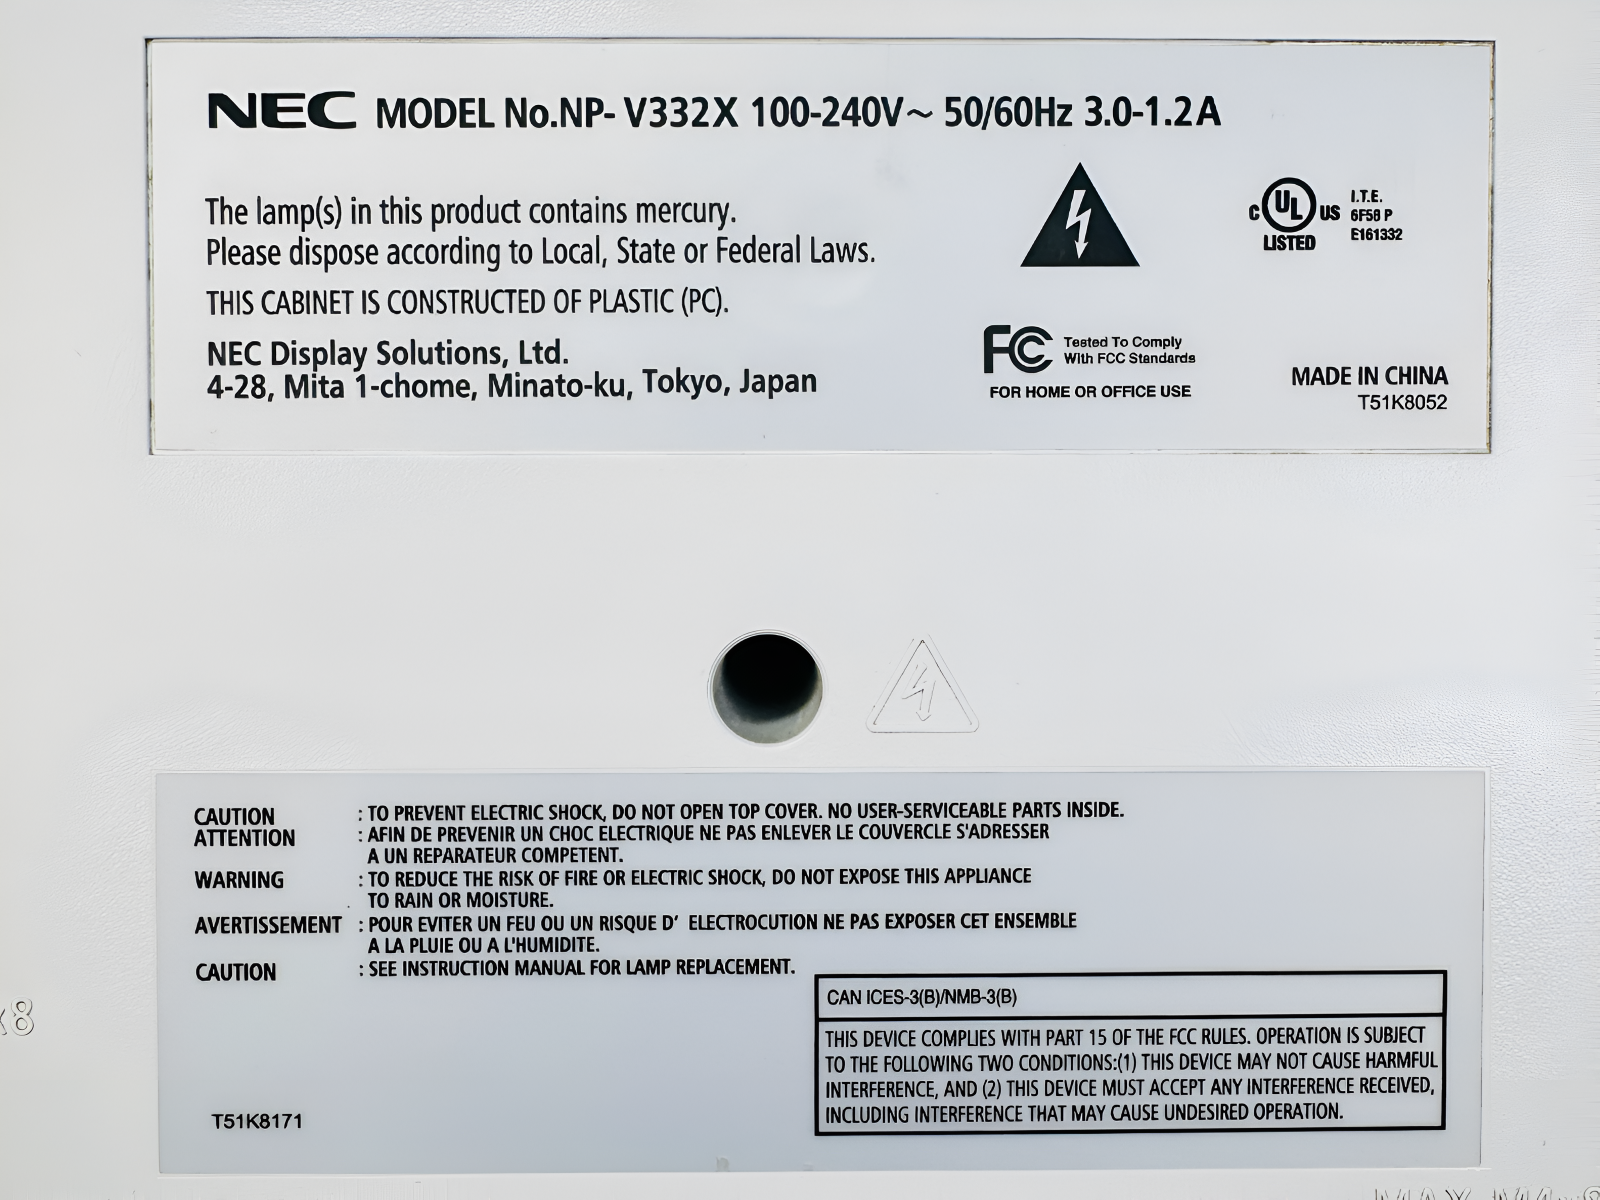 NEC MODEL No.NP- V332X 100-240V~ 50/60Hz 3.0-1.2A
The lamp(s) in this product contains mercury.
Please dispose according to Local, State or Federal Laws.
THIS CABINET IS CONSTRUCTED OF PLASTIC (PC).
NEC Display Solutions, Ltd.
4-28, Mita 1-chome, Minato-ku, Tokyo, Japan
C UL US
LISTED
I.T.E.
6F58 P
E161332
FC Tested To Comply
With FCC Standards
FOR HOME OR OFFICE USE
MADE IN CHINA
T51K8052
CAUTION : TO PREVENT ELECTRIC SHOCK, DO NOT OPEN TOP COVER. NO USER-SERVICEABLE PARTS INSIDE.
ATTENTION : AFIN DE PREVENIR UN CHOC ELECTRIQUE NE PAS ENLEVER LE COUVERCLE S'ADRESSER
A UN REPARATEUR COMPETENT.
WARNING : TO REDUCE THE RISK OF FIRE OR ELECTRIC SHOCK, DO NOT EXPOSE THIS APPLIANCE
TO RAIN OR MOISTURE.
AVERTISSEMENT : POUR EVITER UN FEU OU UN RISQUE D' ELECTROCUTION NE PAS EXPOSER CET ENSEMBLE
A LA PLUIE OU A L'HUMIDITE.
CAUTION : SEE INSTRUCTION MANUAL FOR LAMP REPLACEMENT.
CAN ICES-3(B)/NMB-3(B)
THIS DEVICE COMPLIES WITH PART 15 OF THE FCC RULES. OPERATION IS SUBJECT
TO THE FOLLOWING TWO CONDITIONS:(1) THIS DEVICE MAY NOT CAUSE HARMFUL
INTERFERENCE, AND (2) THIS DEVICE MUST ACCEPT ANY INTERFERENCE RECEIVED,
INCLUDING INTERFERENCE THAT MAY CAUSE UNDESIRED OPERATION.
T51K8171